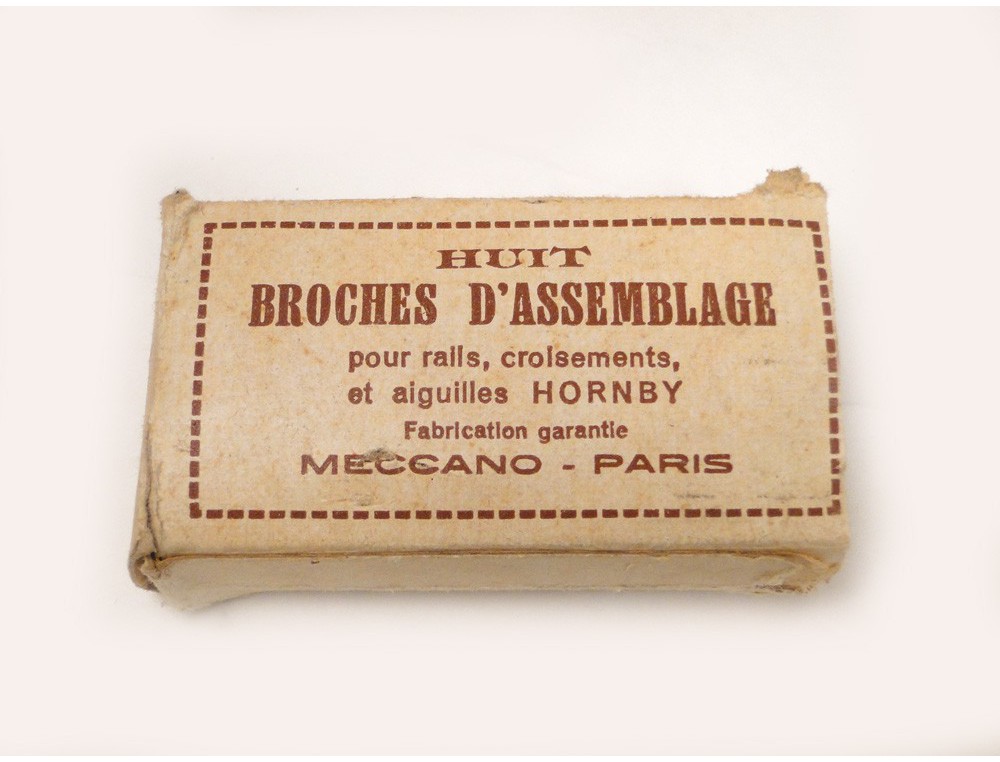 HUIT
BROCHES D'ASSEMBLAGE
pour rails, croisements,
et aiguilles HORNBY
Fabrication garantie
MECCANO - PARIS